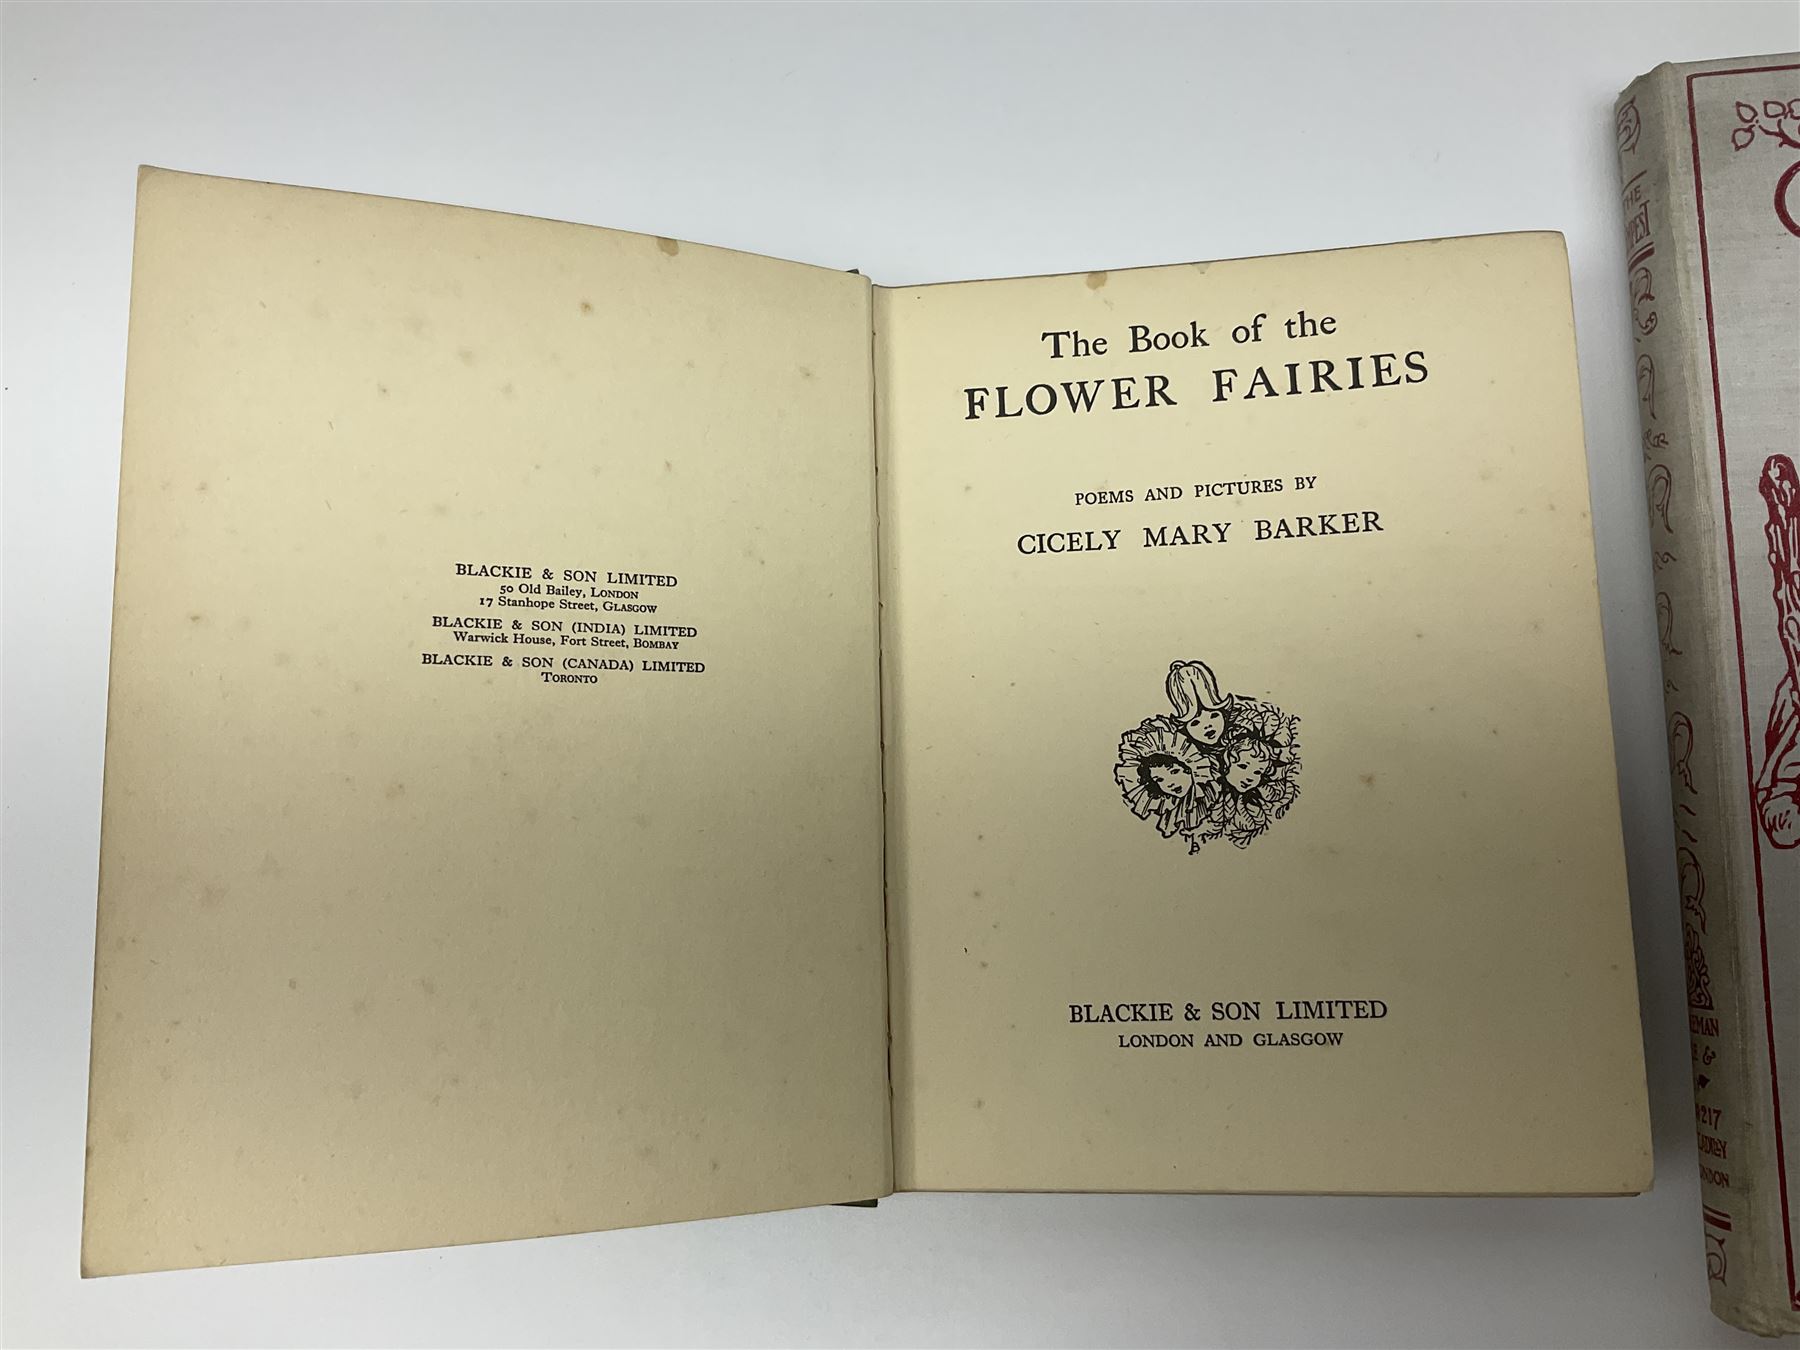 BLACKIE & SON LIMITED
50 Old Bailey, LONDON
17 Stanhope Street, GLASGOW
BLACKIE & SON (INDIA) LIMITED
Warwick House, Fort Street, BOMBAY
BLACKIE & SON (CANADA) LIMITED
TORONTO
The Book of the
FLOWER FAIRIES
POEMS AND PICTURES BY
CICELY MARY BARKER
BLACKIE & SON LIMITED
LONDON AND GLASGOW
THE